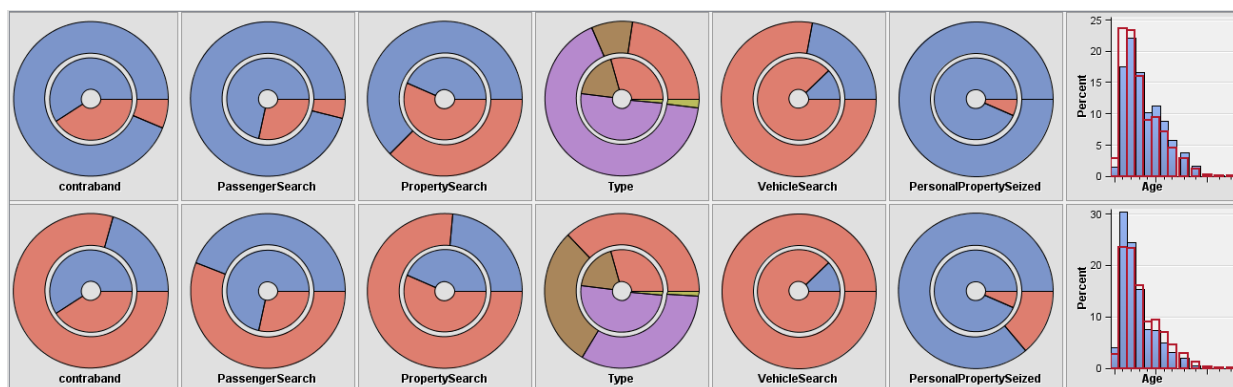 25
20
15
10
5
0
Percent
contraband PassengerSearch PropertySearch Type VehicleSearch PersonalPropertySeized Age
30
20
10
0
Percent
contraband PassengerSearch PropertySearch Type VehicleSearch PersonalPropertySeized Age